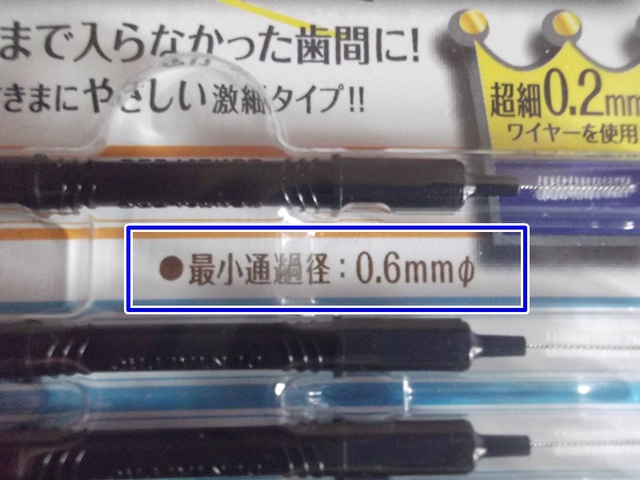 まで入らなかった歯間に!
きまにやさしい激細タイプ!!
超細0.2mm
ワイヤーを使用
●最小通過径:0.6mmφ